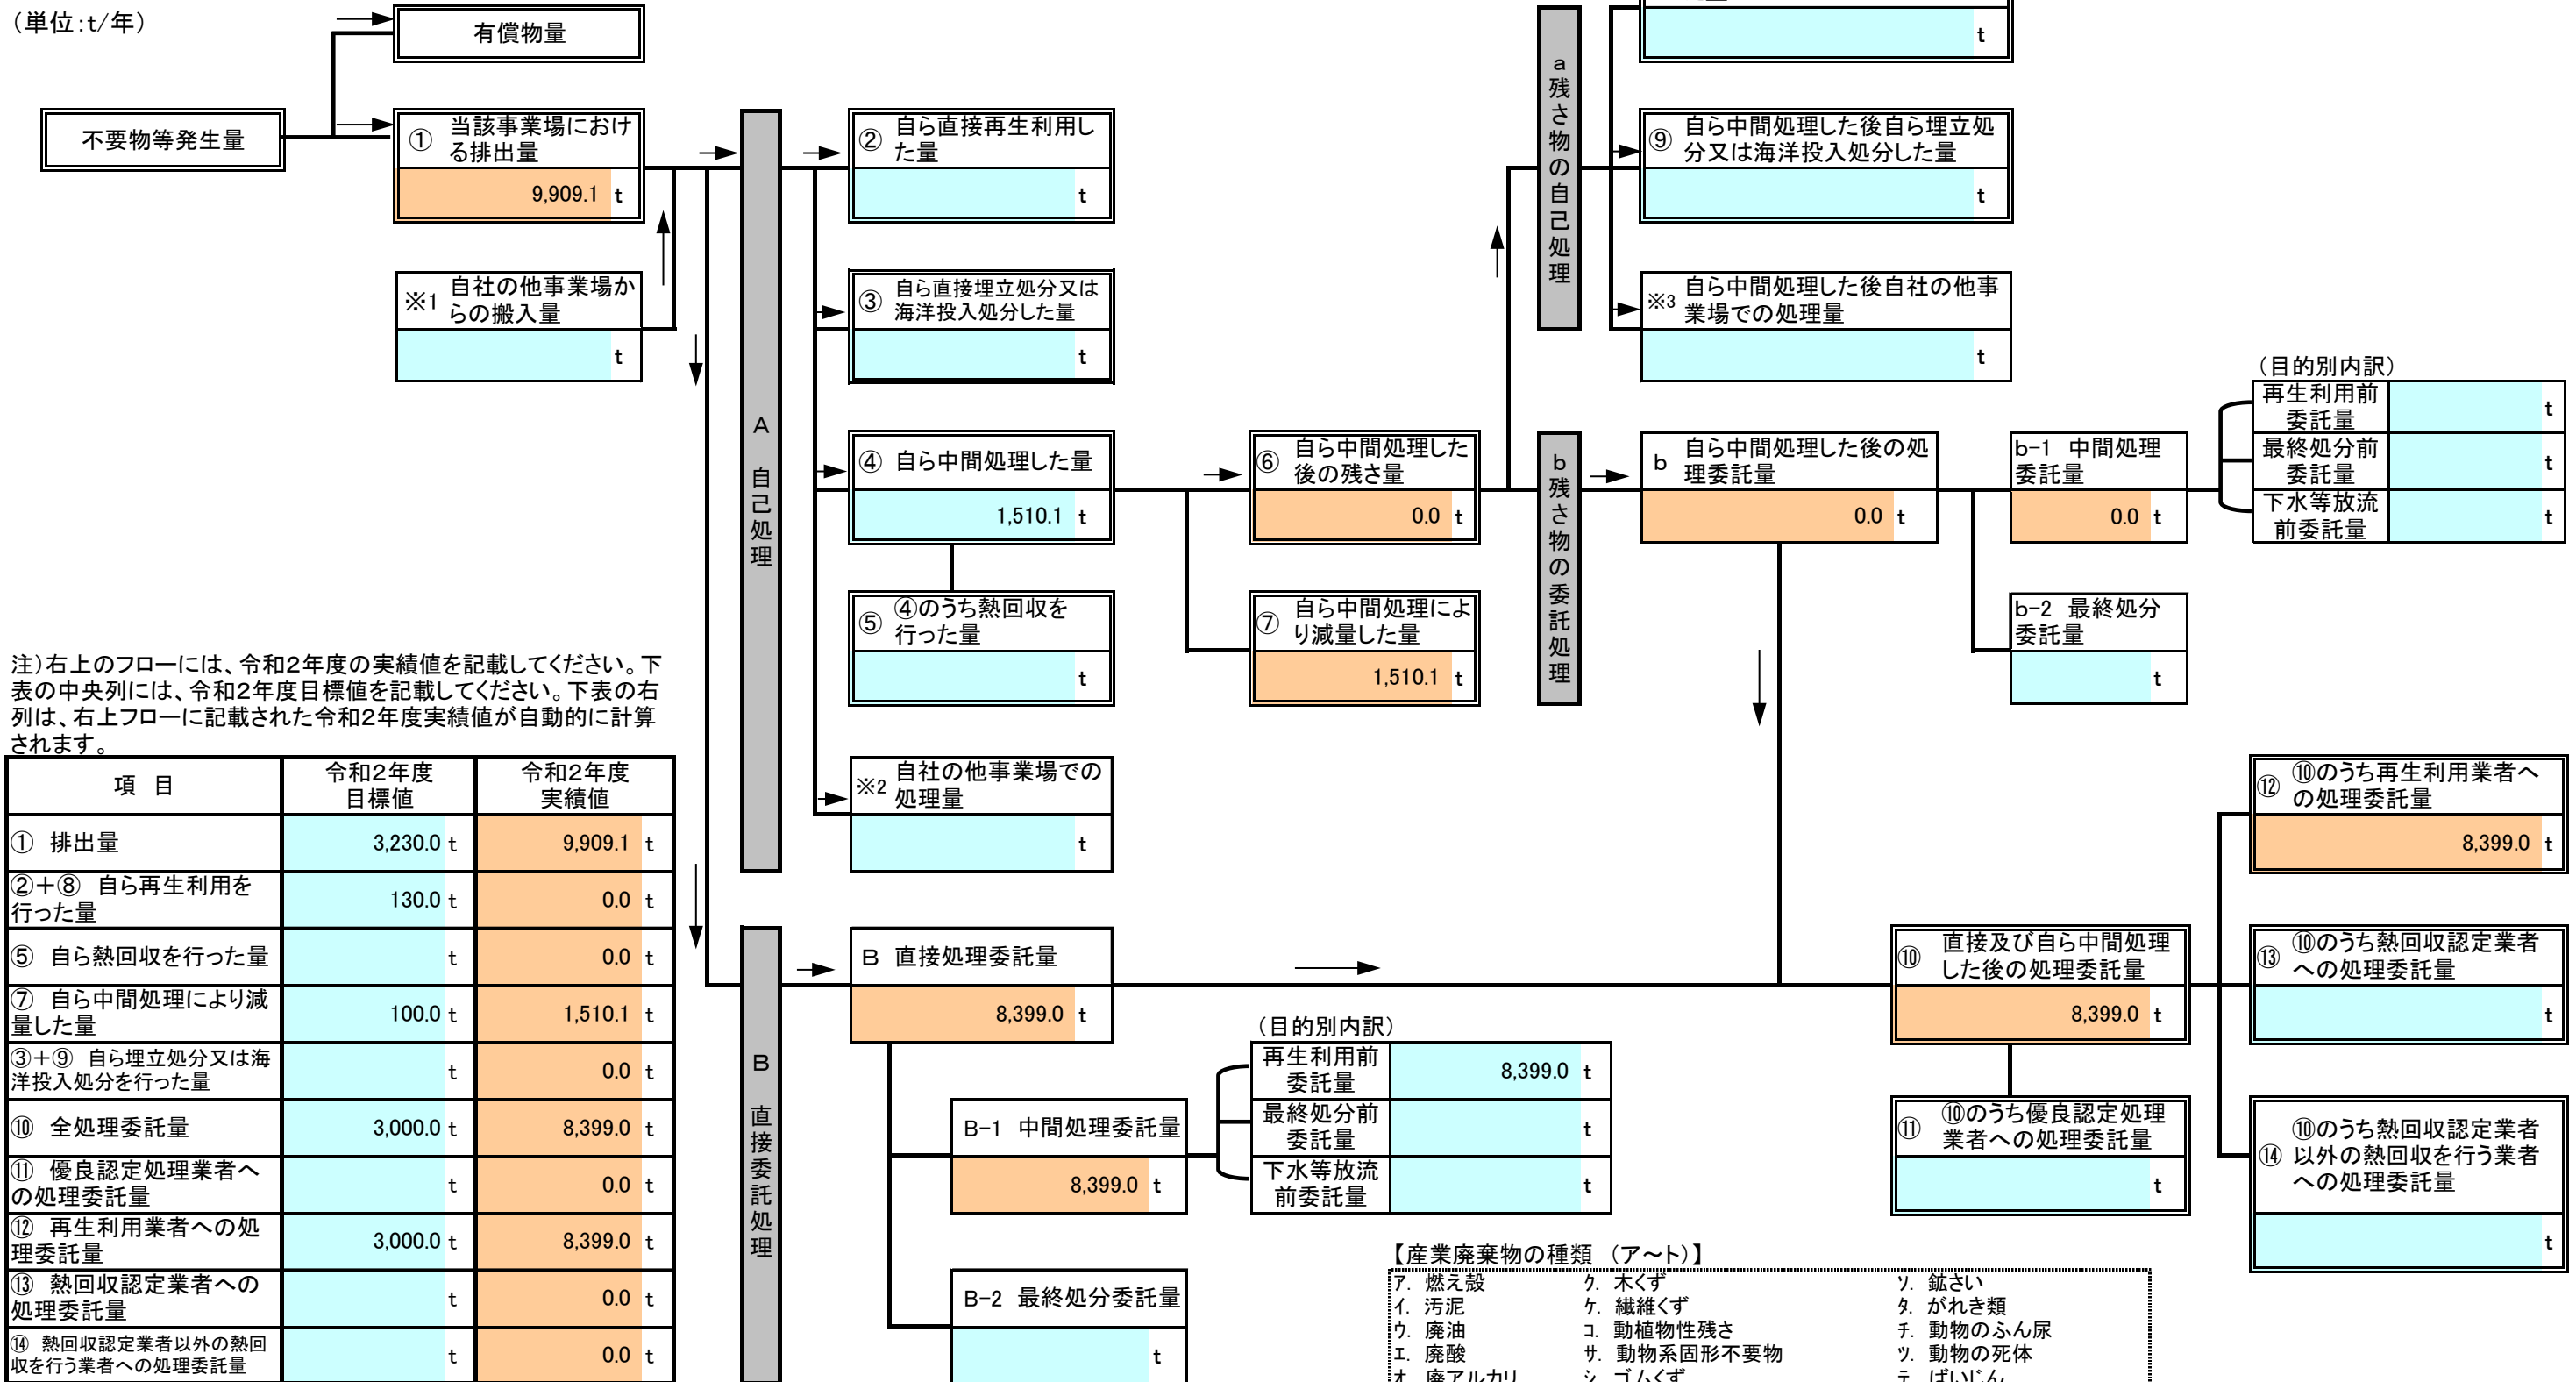 （単位：t/年）
有償物量
不要物等発生量
① 当該事業場におけ
る排出量
9,909.1 t
※1 自社の他事業場か
らの搬入量
t
A 自己処理
② 自ら直接再生利用し
た量
t
③ 自ら直接埋立処分又は
海洋投入処分した量
t
④ 自ら中間処理した量
1,510.1 t
⑤ ④のうち熱回収を
行った量
t
※2 自社の他事業場での
処理量
t
⑥ 自ら中間処理した
後の残さ量
0.0 t
⑦ 自ら中間処理によ
り減量した量
1,510.1 t
a残さ物の自己処理
t
⑨ 自ら中間処理した後自ら埋立処
分又は海洋投入処分した量
t
※3 自ら中間処理した後自社の他事
業場での処理量
t
b残さ物の委託処理
b 自ら中間処理した後の処
理委託量
0.0 t
b-1 中間処理
委託量
0.0 t
b-2 最終処分
委託量
t
（目的別内訳）
再生利用前
委託量
t
最終処分前
委託量
t
下水等放流
前委託量
t
注）右上のフローには、令和2年度の実績値を記載してください。下
表の中央列には、令和2年度目標値を記載してください。下表の右
列は、右上フローに記載された令和2年度実績値が自動的に計算
されます。
項 目
令和2年度
目標値
令和2年度
実績値
① 排出量 3,230.0 t 9,909.1 t
②＋⑧ 自ら再生利用を
行った量 130.0 t 0.0 t
⑤ 自ら熱回収を行った量 t 0.0 t
⑦ 自ら中間処理により減
量した量 100.0 t 1,510.1 t
③＋⑨ 自ら埋立処分又は海
洋投入処分を行った量 t 0.0 t
⑩ 全処理委託量 3,000.0 t 8,399.0 t
⑪ 優良認定処理業者へ
の処理委託量 t 0.0 t
⑫ 再生利用業者への処
理委託量 3,000.0 t 8,399.0 t
⑬ 熱回収認定業者への
処理委託量 t 0.0 t
⑭ 熱回収認定業者以外の熱回
収を行う業者への処理委託量 t 0.0 t
B 直接委託処理
B 直接処理委託量
8,399.0 t
B-1 中間処理委託量
8,399.0 t
B-2 最終処分委託量
t
（目的別内訳）
再生利用前
委託量
8,399.0 t
最終処分前
委託量
t
下水等放流
前委託量
t
⑩ 直接及び自ら中間処理
した後の処理委託量
8,399.0 t
⑪ ⑩のうち優良認定処理
業者への処理委託量
t
⑫ ⑩のうち再生利用業者へ
の処理委託量
8,399.0 t
⑬ ⑩のうち熱回収認定業者
への処理委託量
t
⑭ ⑩のうち熱回収認定業者
以外の熱回収を行う業者
への処理委託量
t
【産業廃棄物の種類 （ア～ト）】
ア. 燃え殻 ク. 木くず ソ. 鉱さい
イ. 汚泥 ケ. 繊維くず タ. がれき類
ウ. 廃油 コ. 動植物性残さ チ. 動物のふん尿
エ. 廃酸 サ. 動物系固形不要物 ツ. 動物の死体
オ. 廃アルカリ シ. ゴムくず テ. ばいじん